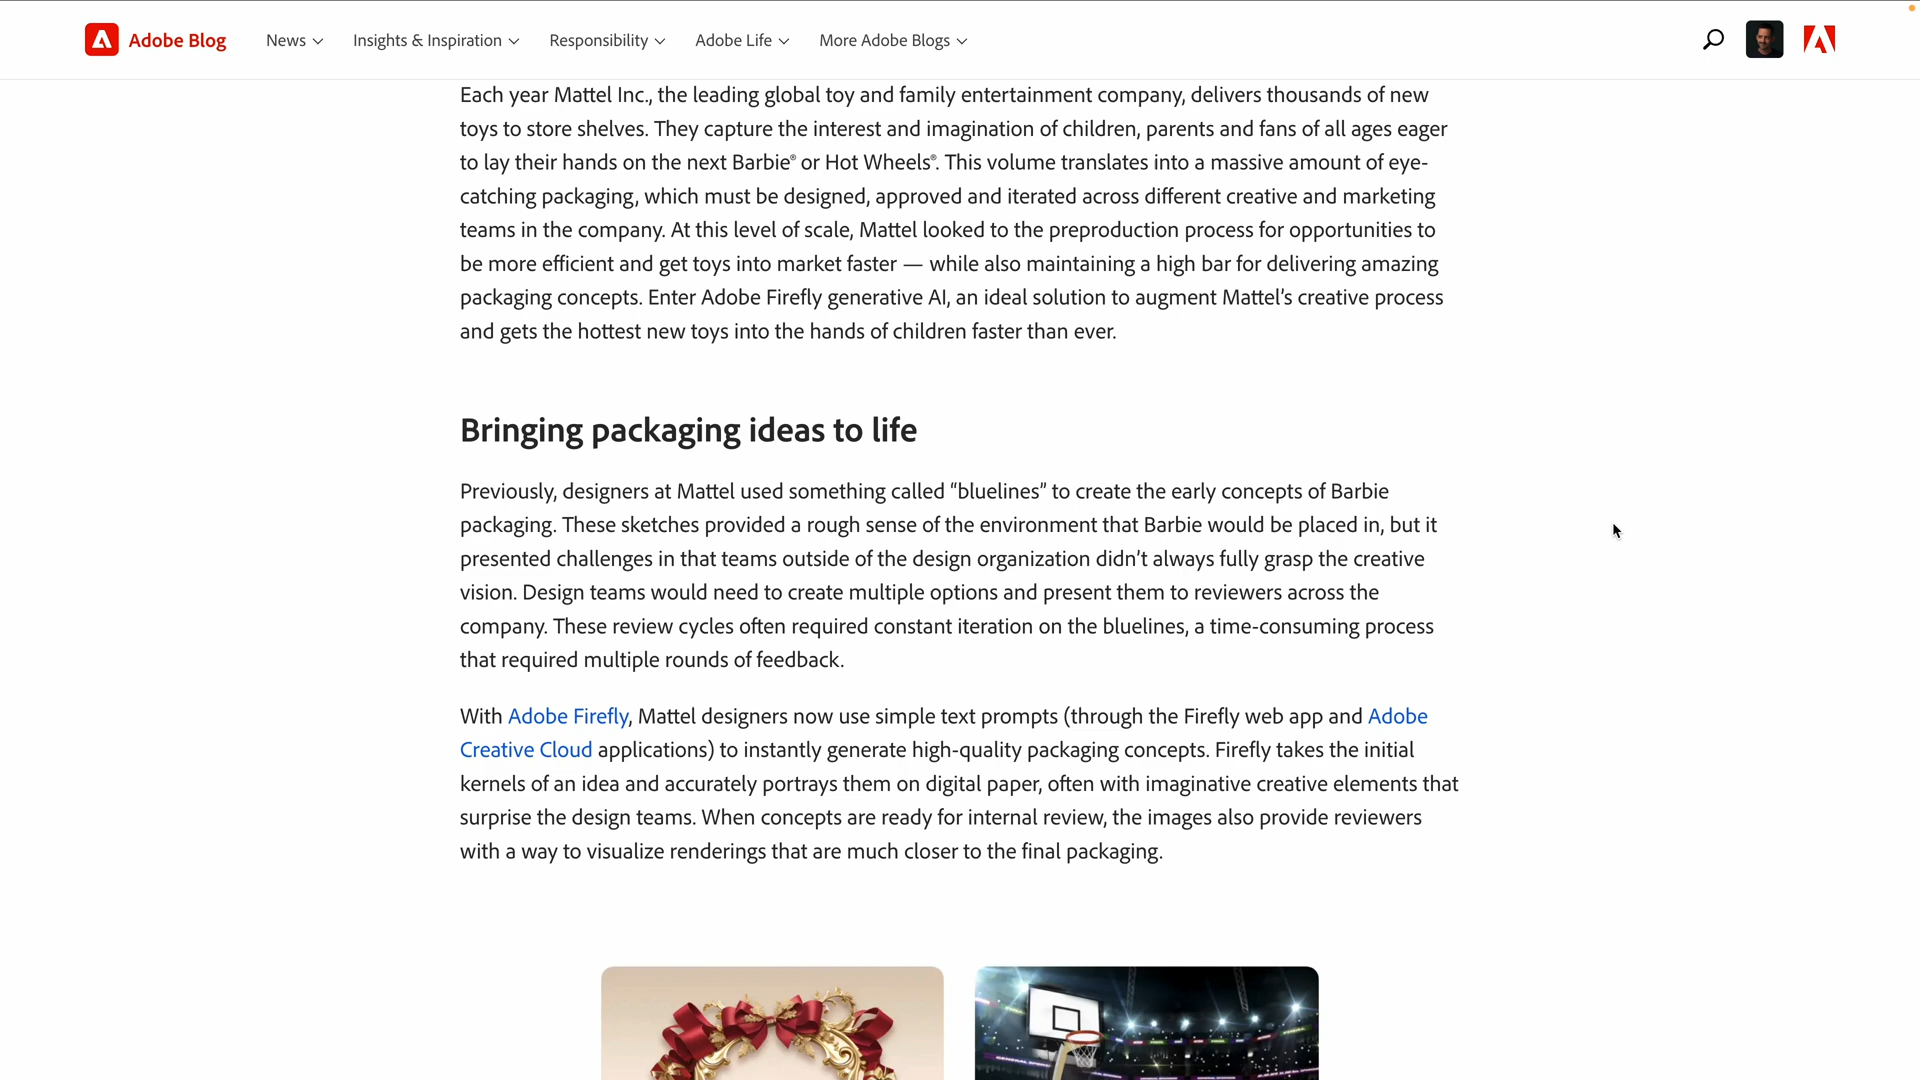 Adobe Blog
News
Insights & Inspiration
Responsibility
Adobe Life
More Adobe Blogs
Each year Mattel Inc., the leading global toy and family entertainment company, delivers thousands of new
toys to store shelves. They capture the interest and imagination of children, parents and fans of all ages eager
to lay their hands on the next Barbie® or Hot Wheels®. This volume translates into a massive amount of eye-
catching packaging, which must be designed, approved and iterated across different creative and marketing
teams in the company. At this level of scale, Mattel looked to the preproduction process for opportunities to
be more efficient and get toys into market faster — while also maintaining a high bar for delivering amazing
packaging concepts. Enter Adobe Firefly generative AI, an ideal solution to augment Mattel’s creative process
and gets the hottest new toys into the hands of children faster than ever.
Bringing packaging ideas to life
Previously, designers at Mattel used something called “bluelines” to create the early concepts of Barbie
packaging. These sketches provided a rough sense of the environment that Barbie would be placed in, but it
presented challenges in that teams outside of the design organization didn’t always fully grasp the creative
vision. Design teams would need to create multiple options and present them to reviewers across the
company. These review cycles often required constant iteration on the bluelines, a time-consuming process
that required multiple rounds of feedback.
With Adobe Firefly, Mattel designers now use simple text prompts (through the Firefly web app and Adobe
Creative Cloud applications) to instantly generate high-quality packaging concepts. Firefly takes the initial
kernels of an idea and accurately portrays them on digital paper, often with imaginative creative elements that
surprise the design teams. When concepts are ready for internal review, the images also provide reviewers
with a way to visualize renderings that are much closer to the final packaging.